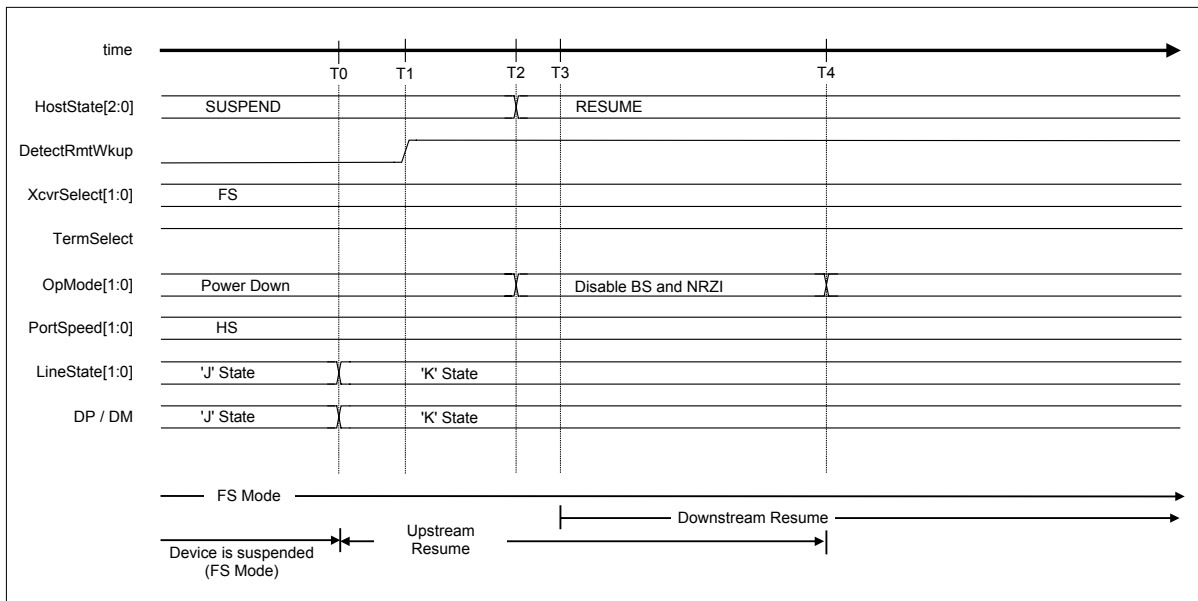 time
T0 T1 T2 T3 T4
HostState[2:0] SUSPEND RESUME
DetectRmtWkup
XcvrSelect[1:0] FS
TermSelect
OpMode[1:0] Power Down Disable BS and NRZI
PortSpeed[1:0] HS
LineState[1:0] 'J' State 'K' State
DP / DM 'J' State 'K' State
FS Mode
Downstream Resume
Upstream
Resume
Device is suspended
(FS Mode)